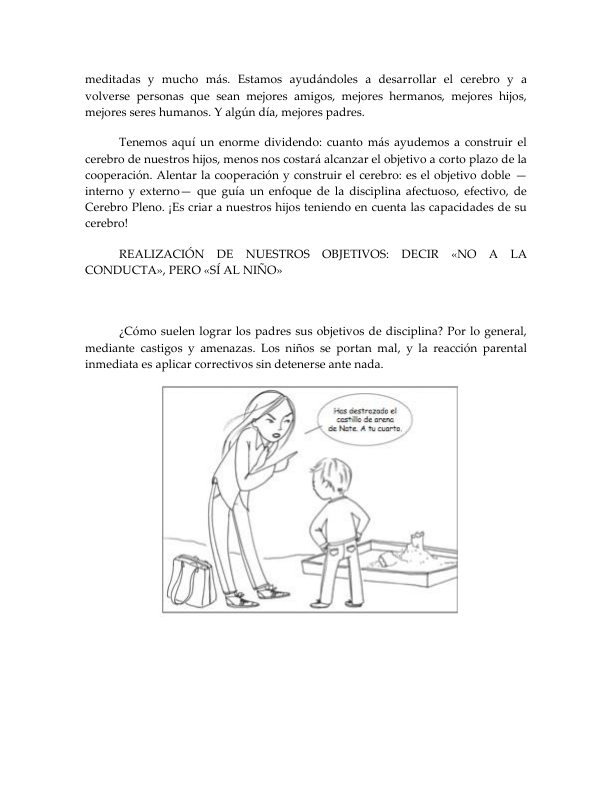 meditadas y mucho más. Estamos ayudándoles a desarrollar el cerebro y a
volverse personas que sean mejores amigos, mejores hermanos, mejores hijos,
mejores seres humanos. Y algún día, mejores padres.
Tenemos aquí un enorme dividendo: cuanto más ayudemos a construir el
cerebro de nuestros hijos, menos nos costará alcanzar el objetivo a corto plazo de la
cooperación. Alentar la cooperación y construir el cerebro: es el objetivo doble —
interno y externo— que guía un enfoque de la disciplina afectuoso, efectivo, de
Cerebro Pleno. ¡Es criar a nuestros hijos teniendo en cuenta las capacidades de su
cerebro!
REALIZACIÓN DE NUESTROS OBJETIVOS: DECIR «NO A LA
CONDUCTA», PERO «SÍ AL NIÑO»
¿Cómo suelen lograr los padres sus objetivos de disciplina? Por lo general,
mediante castigos y amenazas. Los niños se portan mal, y la reacción parental
inmediata es aplicar correctivos sin detenerse ante nada.
Has destrozado el
castillo de arena
de Nate. A tu cuarto.